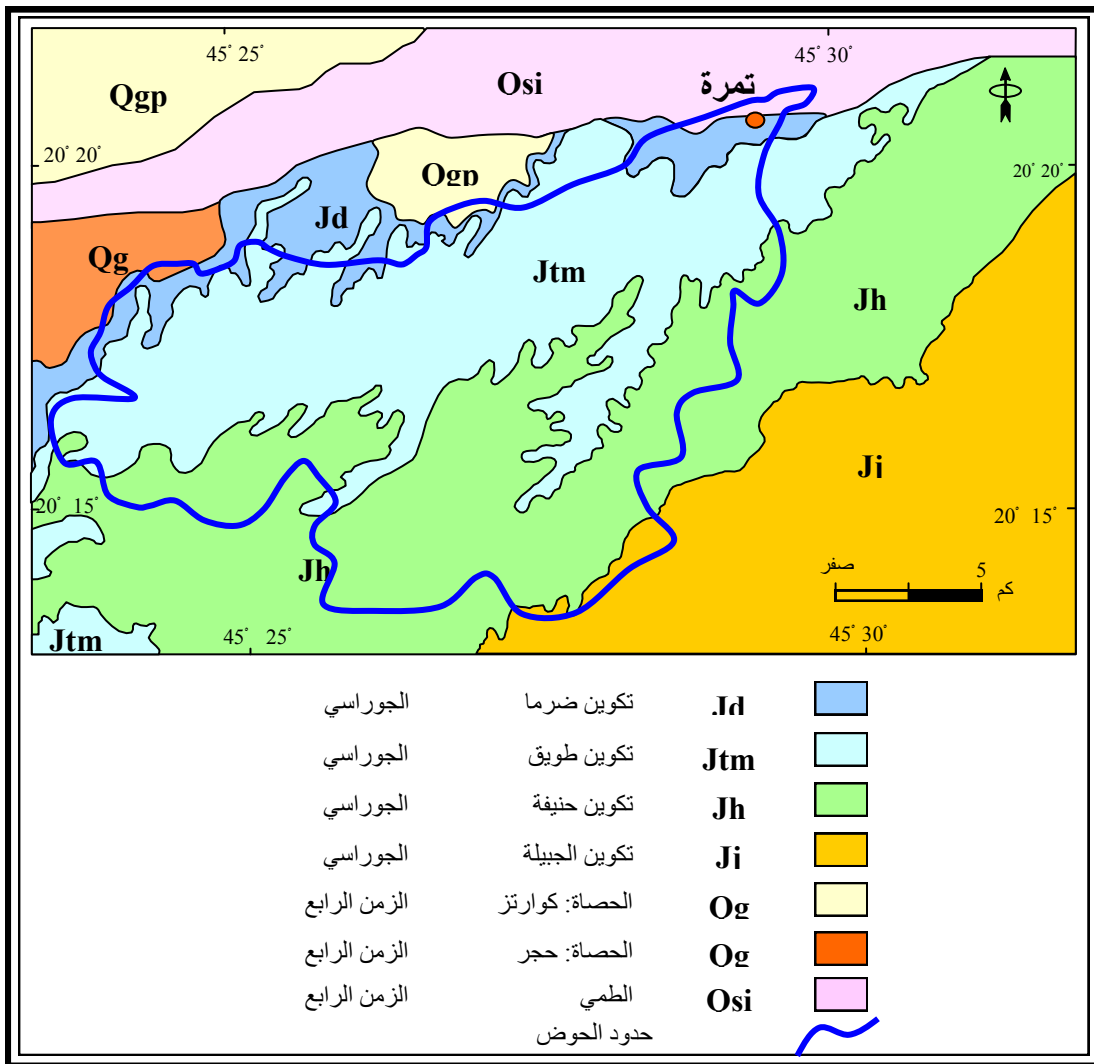 45° 25°
45° 30°
Qgp
Osi
تمرة
20° 20°
Ogp
20° 20°
Jd
Qg
Jtm
Jh
Ji
20° 15°
20° 15°
صفر
5
كم
Jh
Jtm
45° 25°
45° 30°
Jd تكوين ضرما الجوراسي
Jtm تكوين طويق الجوراسي
Jh تكوين حنيفة الجوراسي
Ji تكوين الجبيلة الجوراسي
Og الحصاة: كوارتز الزمن الرابع
Og الحصاة: حجر الزمن الرابع
Osi الطمي الزمن الرابع
حدود الحوض